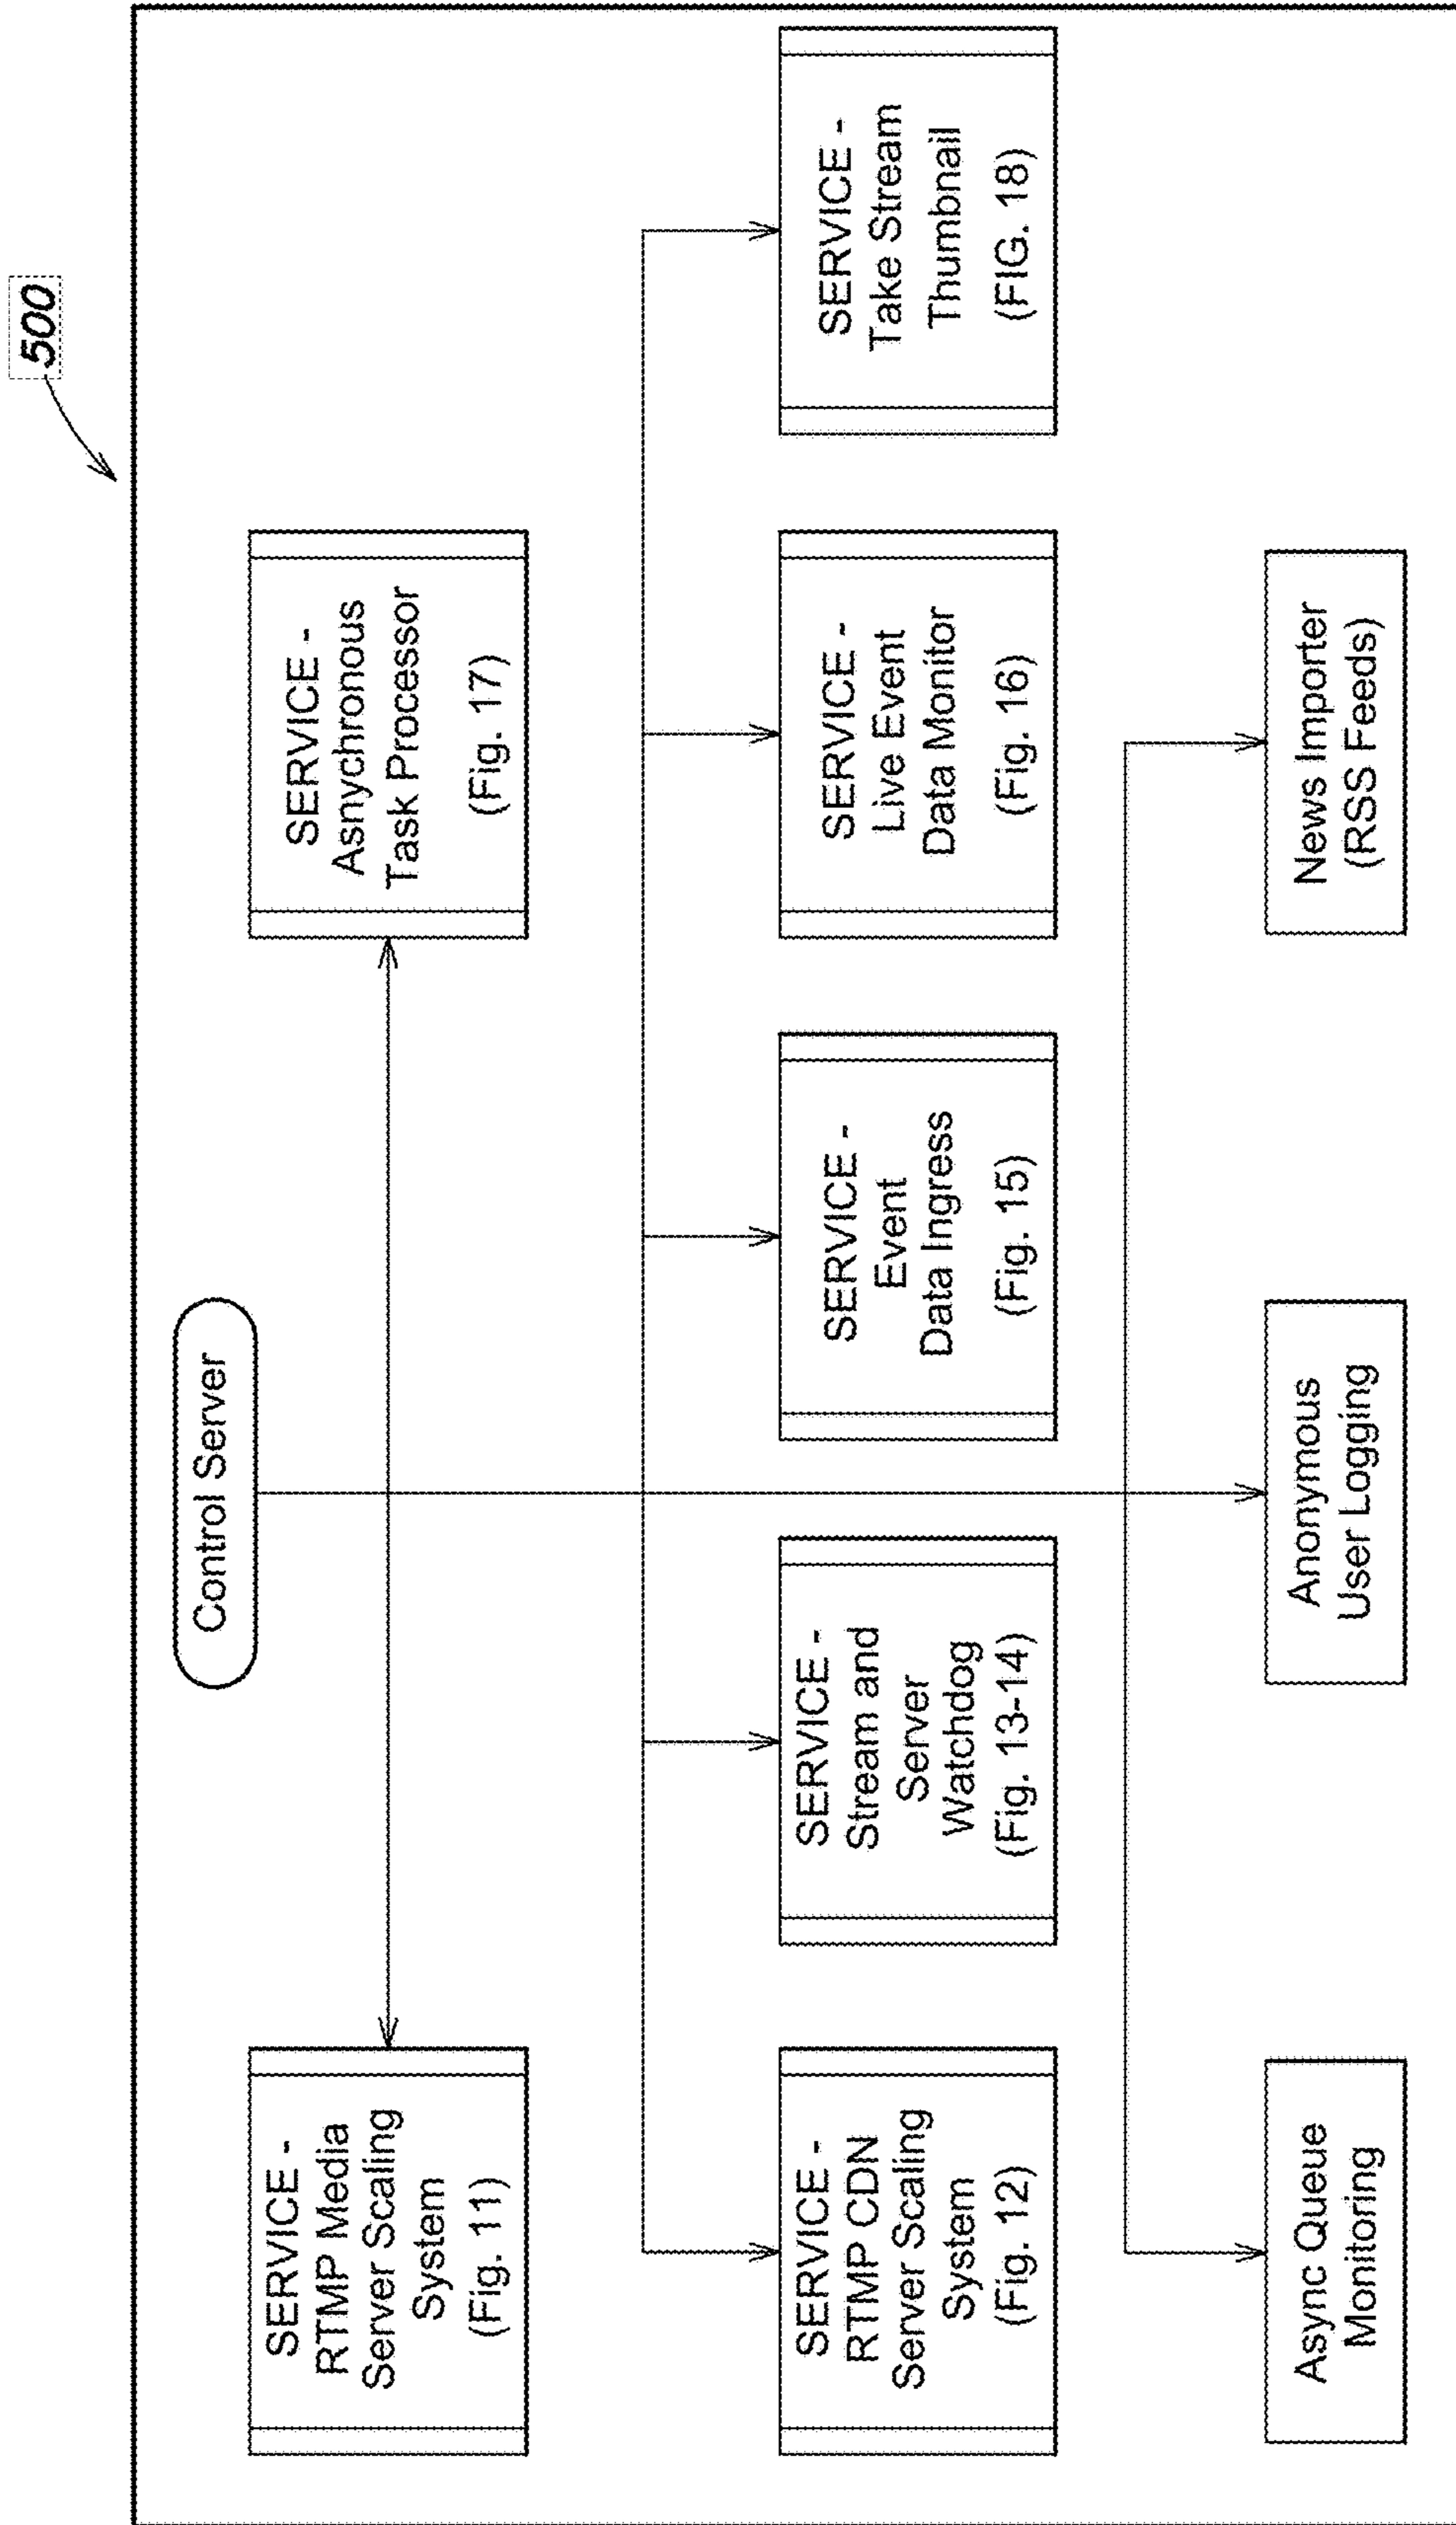 500
Control Server
SERVICE -
RTMP Media
Server Scaling
System
(Fig. 11)
SERVICE -
Asnychronous
Task Processor
(Fig. 17)
SERVICE -
RTMP CDN
Server Scaling
System
(Fig. 12)
SERVICE -
Stream and
Server
Watchdog
(Fig. 13-14)
SERVICE -
Event
Data Ingress
(Fig. 15)
SERVICE -
Live Event
Data Monitor
(Fig. 16)
SERVICE -
Take Stream
Thumbnail
(FIG. 18)
Async Queue
Monitoring
Anonymous
User Logging
News Importer
(RSS Feeds)